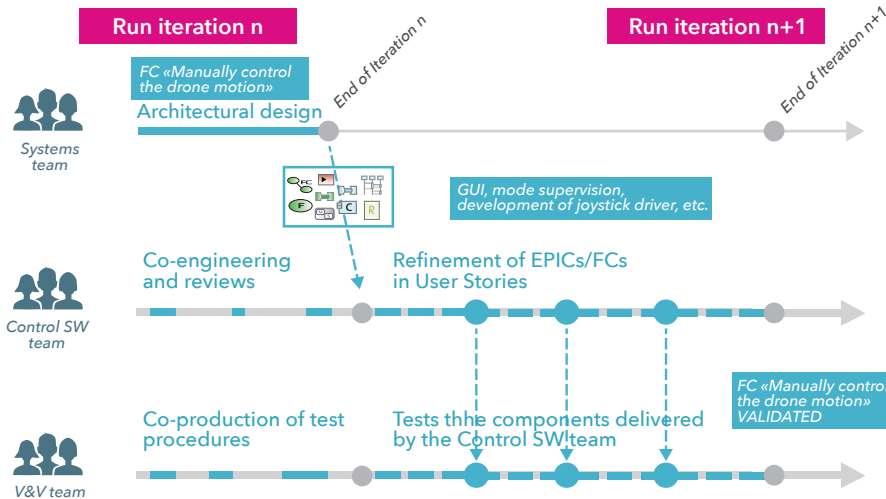 Run iteration n
Run iteration n+1
FC «Manually control
the drone motion»
End of Iteration n
End of Iteration n+1
Architectural design
Systems
team
FC
F
C
R
GUI, mode supervision,
development of joystick driver, etc.
Co-engineering
and reviews
Refinement of EPICs/FCs
in User Stories
Control SW
team
FC «Manually control
the drone motion»
VALIDATED
Co-production of test
procedures
Tests thhe components delivered
by the Control SW team
V&V team